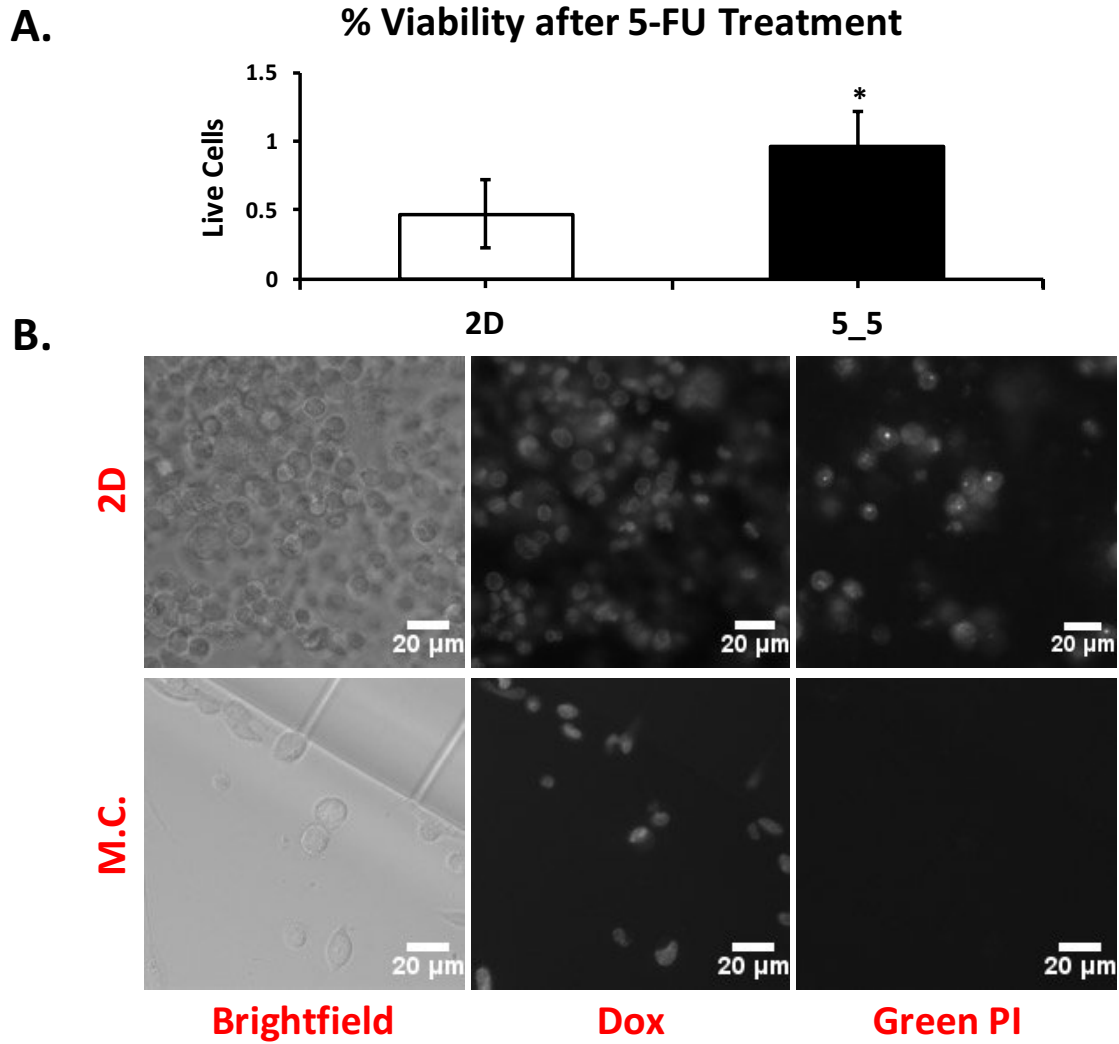 A.
% Viability after 5-FU Treatment
1.5
1
0.5
0
Live Cells
*
2D
5_5
B.
2D
20 µm
20 µm
20 µm
M.C.
20 µm
20 µm
20 µm
Brightfield
Dox
Green PI